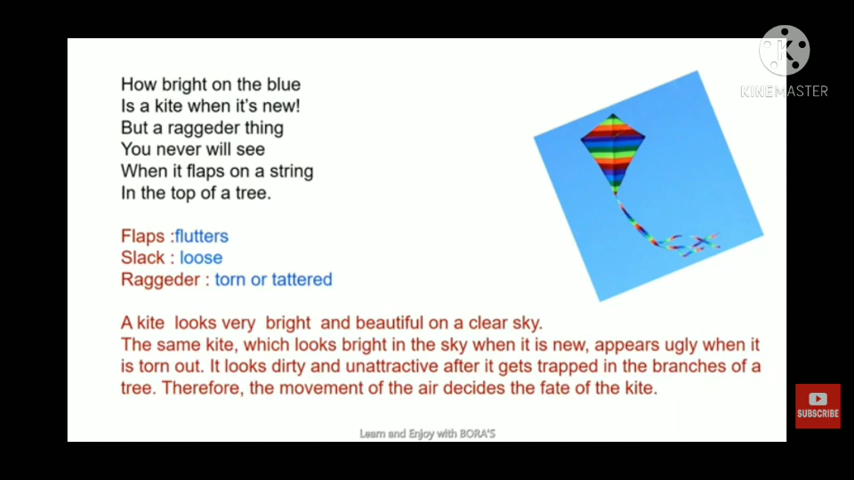 KINEMASTER
How bright on the blue
Is a kite when it's new!
But a raggeder thing
You never will see
When it flaps on a string
In the top of a tree.
Flaps :flutters
Slack : loose
Raggeder : torn or tattered
A kite looks very bright and beautiful on a clear sky.
The same kite, which looks bright in the sky when it is new, appears ugly when it
is torn out. It looks dirty and unattractive after it gets trapped in the branches of a
tree. Therefore, the movement of the air decides the fate of the kite.
SUBSCRIBE
Learn and Enjoy with BORA'S